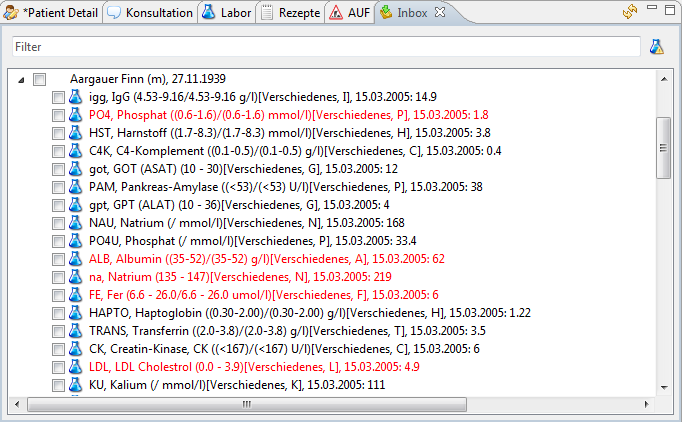 *Patient Detail Konsultation Labor Rezepte AUF Inbox
Filter
Aargauer Finn (m), 27.11.1939
igg, IgG (4.53-9.16/4.53-9.16 g/l)[Verschiedenes, I], 15.03.2005: 14.9
PO4, Phosphat ((0.6-1.6)/(0.6-1.6) mmol/l)[Verschiedenes, P], 15.03.2005: 1.8
HST, Harnstoff ((1.7-8.3)/(1.7-8.3) mmol/l)[Verschiedenes, H], 15.03.2005: 3.8
C4K, C4-Komplement ((0.1-0.5)/(0.1-0.5) g/l)[Verschiedenes, C], 15.03.2005: 0.4
got, GOT (ASAT) (10 - 30)[Verschiedenes, G], 15.03.2005: 12
PAM, Pankreas-Amylase ((<53)/(<53) U/l)[Verschiedenes, P], 15.03.2005: 38
gpt, GPT (ALAT) (10 - 36)[Verschiedenes, G], 15.03.2005: 4
NAU, Natrium (/ mmol/l)[Verschiedenes, N], 15.03.2005: 168
PO4U, Phosphat (/ mmol/l)[Verschiedenes, P], 15.03.2005: 33.4
ALB, Albumin ((35-52)/(35-52) g/l)[Verschiedenes, A], 15.03.2005: 62
na, Natrium (135 - 147)[Verschiedenes, N], 15.03.2005: 219
FE, Fer (6.6 - 26.0/6.6 - 26.0 umol/l)[Verschiedenes, F], 15.03.2005: 6
HAPTO, Haptoglobin ((0.30-2.00)/(0.30-2.00) g/l)[Verschiedenes, H], 15.03.2005: 1.22
TRANS, Transferrin ((2.0-3.8)/(2.0-3.8) g/l)[Verschiedenes, T], 15.03.2005: 3.5
CK, Creatin-Kinase, CK ((<167)/(<167) U/l)[Verschiedenes, C], 15.03.2005: 6
LDL, LDL Cholestrol (0.0 - 3.9)[Verschiedenes, L], 15.03.2005: 4.9
KU, Kalium (/ mmol/l)[Verschiedenes, K], 15.03.2005: 111